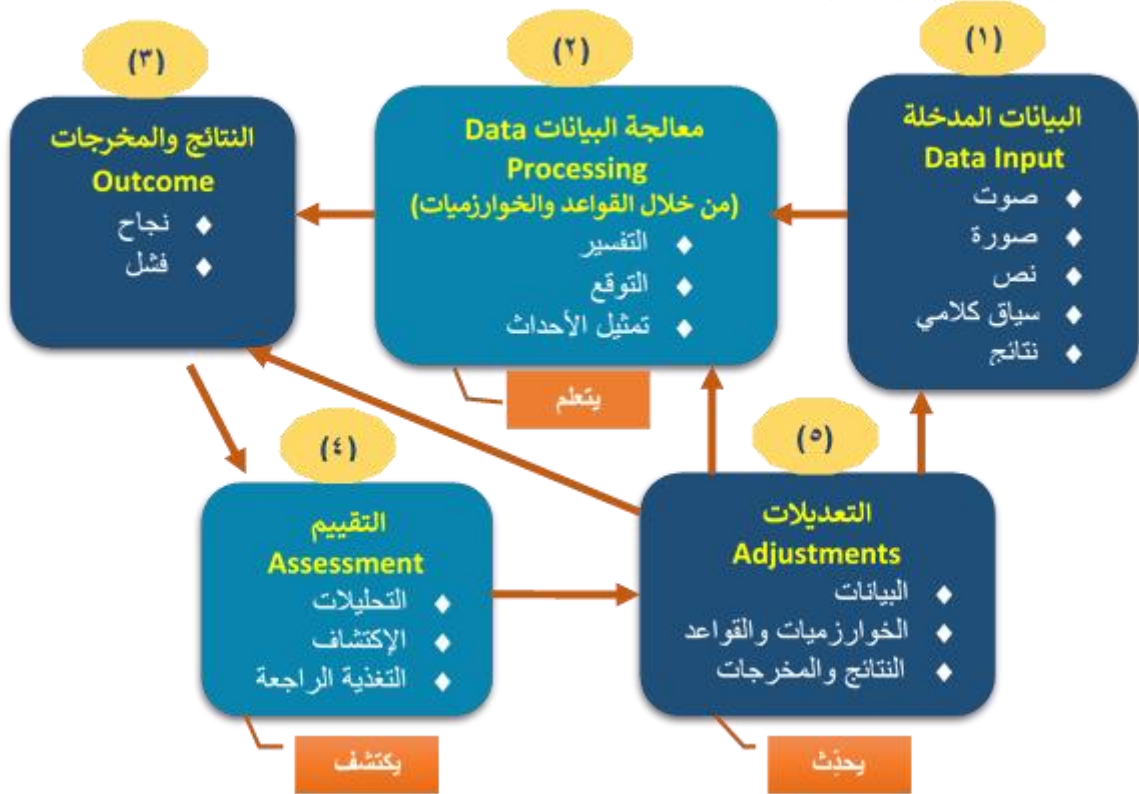 (١)
البيانات المدخلة
Data Input
صوت
صورة
نص
سياق كلامي
نتائج
(٢)
معالجة البيانات Data
Processing
(من خلال القواعد والخوارزميات)
التفسير
التوقع
تمثيل الأحداث
يتعلم
(٣)
النتائج والمخرجات
Outcome
نجاح
فشل
(٤)
التقييم
Assessment
التحليلات
الإكتشاف
التغذية الراجعة
يكتشف
(٥)
التعديلات
Adjustments
البيانات
الخوارزميات والقواعد
النتائج والمخرجات
يحدّث